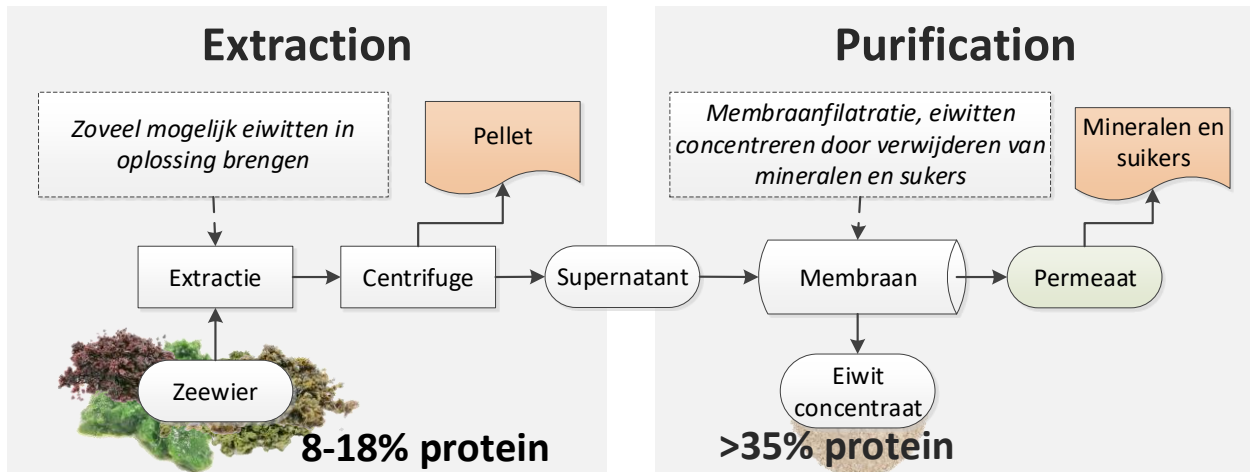 Extraction
Zoveel mogelijk eiwitten in
oplossing brengen
Pellet
Extractie
Centrifuge
Supernatant
Zeewier
8-18% protein
Purification
Membraanfilatratie, eiwitten
concentreren door verwijderen van
mineralen en sukers
Mineralen en
suikers
Membraan
Permeaat
Eiwit
concentraat
>35% protein